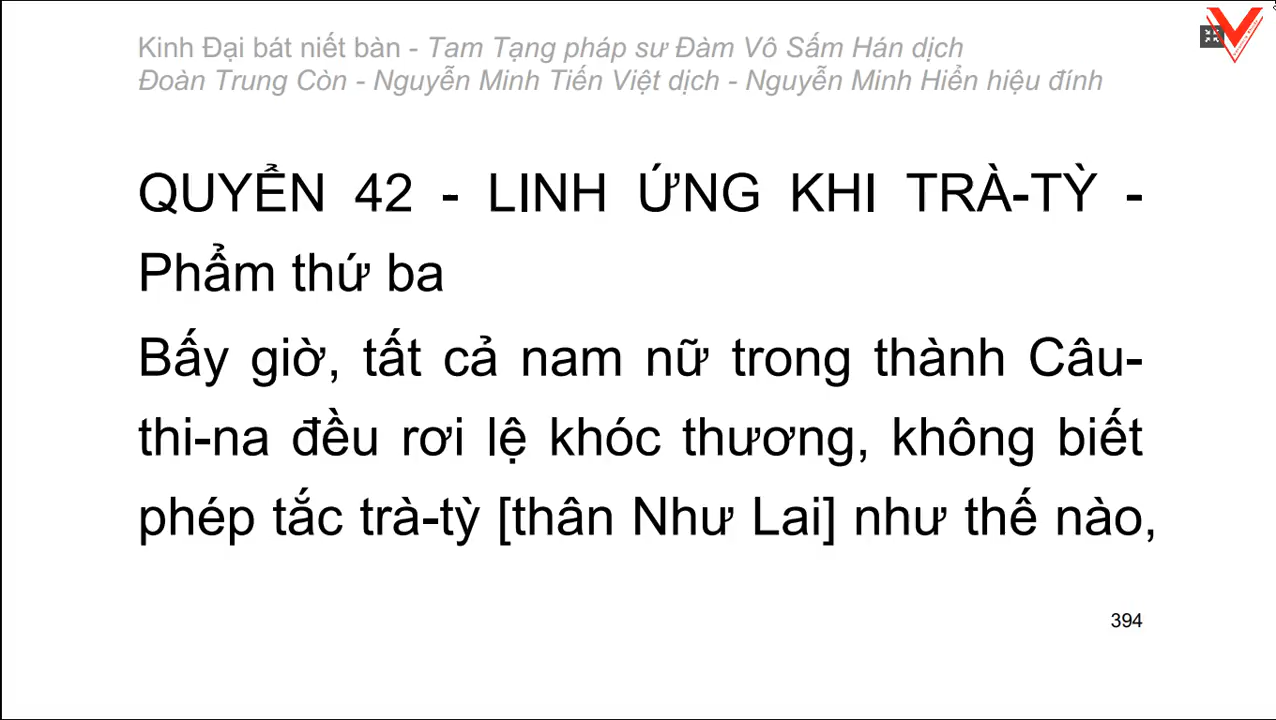 Kinh Đại bát niết bàn - Tam Tạng pháp sư Đàm Vô Sấm Hán dịch
Đoàn Trung Còn - Nguyễn Minh Tiến Việt dịch - Nguyễn Minh Hiển hiệu đính
QUYỂN 42 - LINH ỨNG KHI TRÀ-TỲ -
Phẩm thứ ba
Bấy giờ, tất cả nam nữ trong thành Câu-
thi-na đều rơi lệ khóc thương, không biết
phép tắc trà-tỳ [thân Như Lai] như thế nào,
394